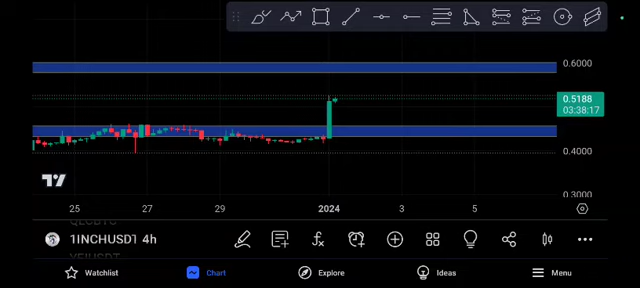 0.6000
0.5188
03:38:17
0.4000
0.3000
25 27 29 2024 3 5
1INCHUSDT 4h
Watchlist Chart Explore Ideas Menu